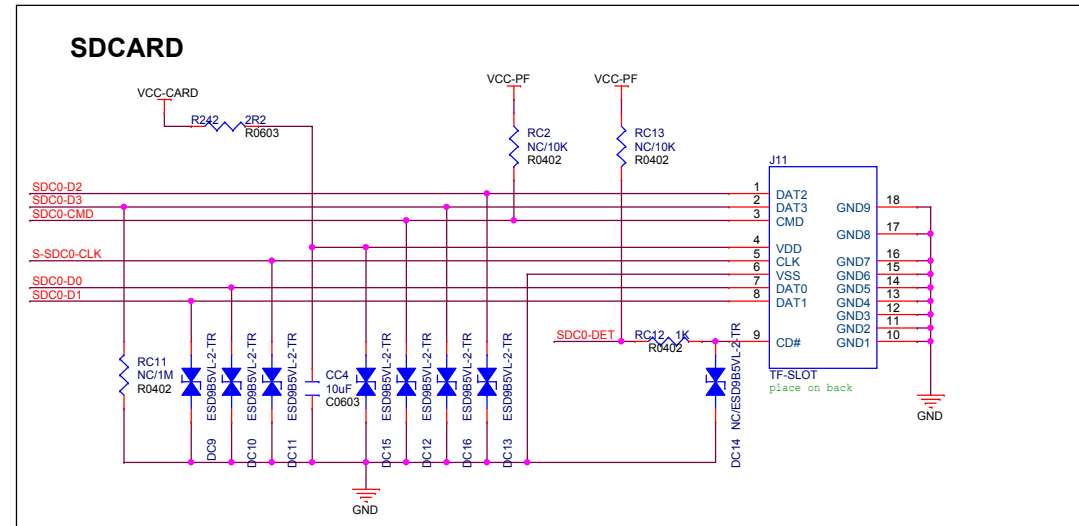 SDCARD
VCC-CARD
R242 2R2
R0603
VCC-PF
VCC-PF
RC2
NC/10K
R0402
RC13
NC/10K
R0402
J11
SDC0-D2
SDC0-D3
SDC0-CMD
S-SDC0-CLK
SDC0-D0
SDC0-D1
1 DAT2
2 DAT3
3 CMD
4 VDD
5 CLK
6 VSS
7 DAT0
8 DAT1
9 CD#
GND9 18
GND8 17
GND7 16
GND6 15
GND5 14
GND4 13
GND3 12
GND2 11
GND1 10
TF-SLOT
place on back
SDC0-DET
RC12 1K
R0402
RC11
NC/1M
R0402
DC9 ESD9B5VL-2-TR
DC10 ESD9B5VL-2-TR
DC11 ESD9B5VL-2-TR
CC4
10uF
C0603
DC15 ESD9B5VL-2-TR
DC12 ESD9B5VL-2-TR
DC16 ESD9B5VL-2-TR
DC13 ESD9B5VL-2-TR
DC14 NC/ESD9B5VL-2-TR
GND
GND